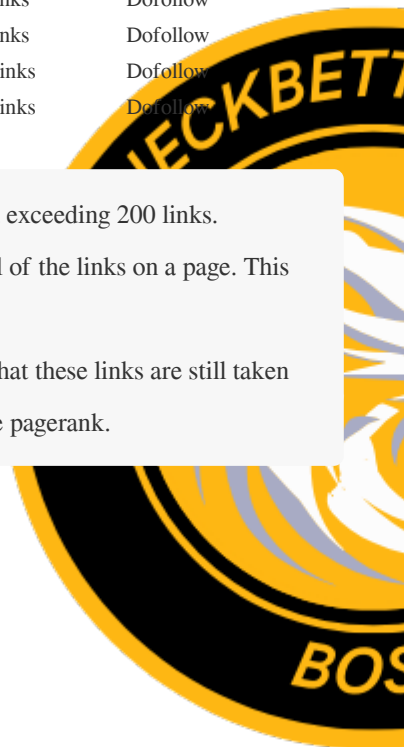 inks Dofollow
nks Dofollow
inks Dofollow
inks Dofollow
ECKBETT
exceeding 200 links.
of the links on a page. This
hat these links are still taken
pagerank.
BOS